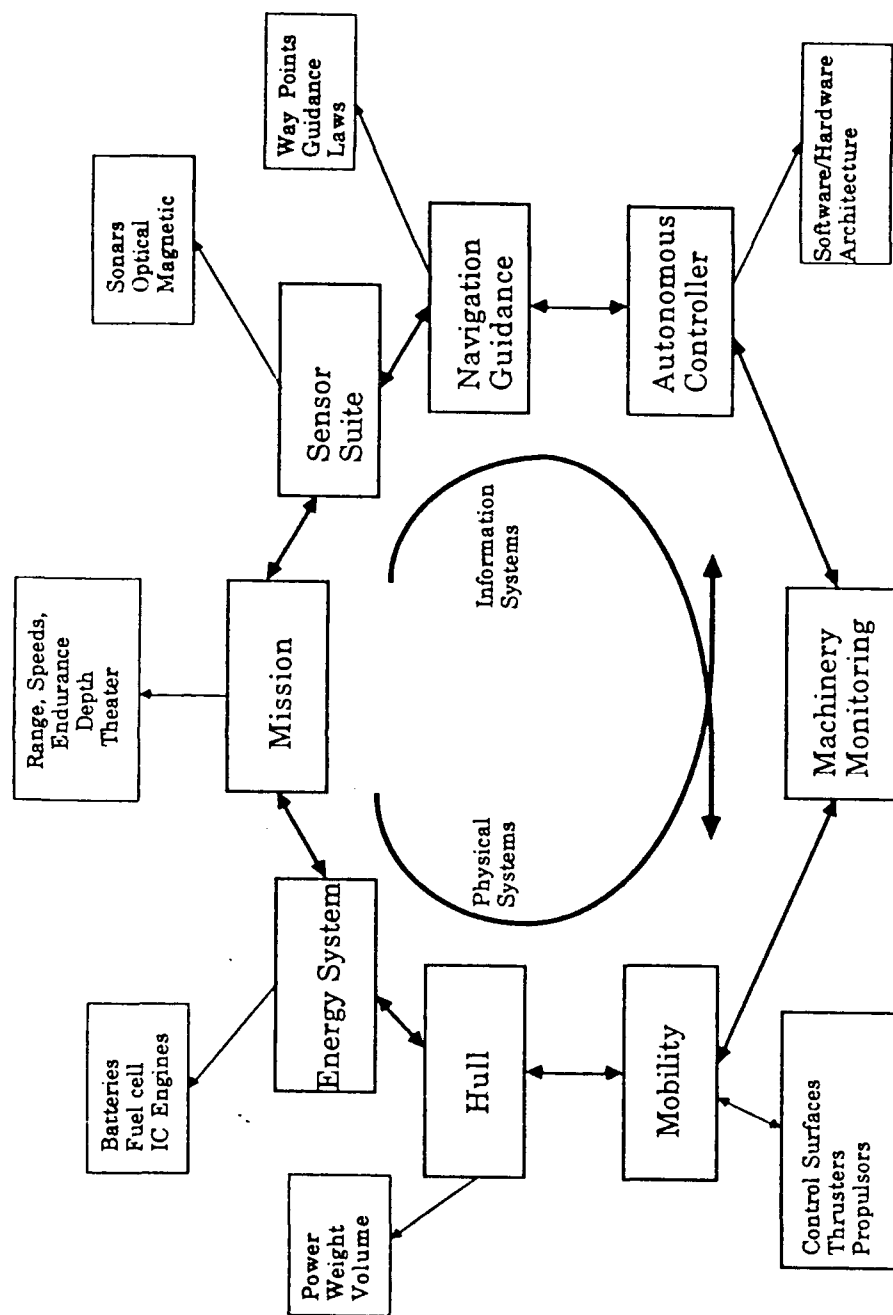 Range, Speeds,
Endurance
Depth
Theater
Mission
Batteries
Fuel cell
IC Engines
Energy System
Sonars
Optical
Magnetic
Sensor
Suite
Power
Weight
Volume
Hull
Way Points
Guidance
Laws
Navigation
Guidance
Physical
Systems
Information
Systems
Mobility
Autonomous
Controller
Control Surfaces
Thrusters
Propulsors
Machinery
Monitoring
Software/Hardware
Architecture